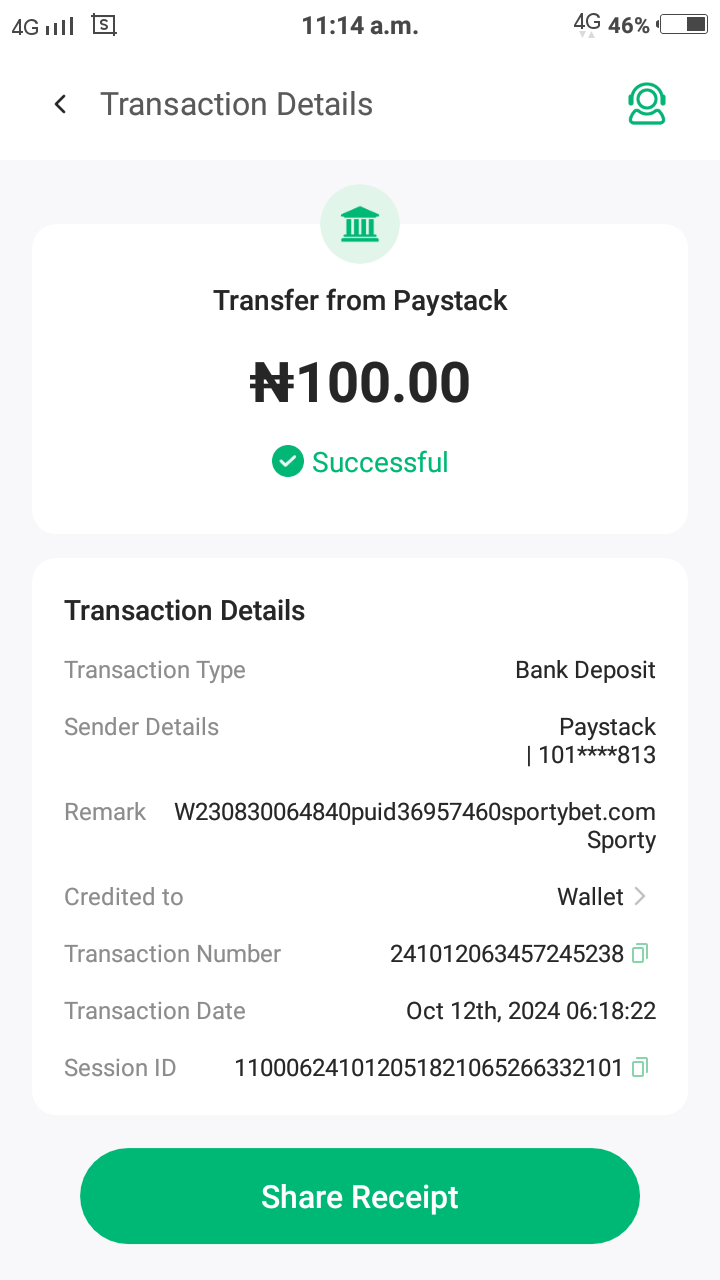 4G S 11:14 a.m. 4G 46%
Transaction Details
Transfer from Paystack
₦100.00
Successful
Transaction Details
Transaction Type Bank Deposit
Sender Details Paystack
| 101****813
Remark W230830064840puid36957460sportybet.com
Sporty
Credited to Wallet
Transaction Number 241012063457245238
Transaction Date Oct 12th, 2024 06:18:22
Session ID 110006241012051821065266332101
Share Receipt